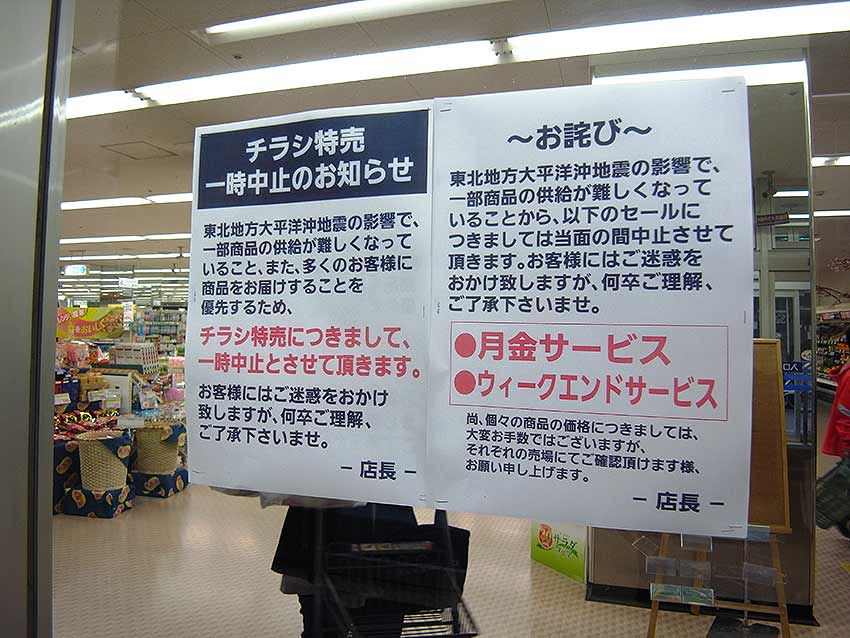 チラシ特売
一時中止のお知らせ
東北地方太平洋沖地震の影響で、
一部商品の供給が難しくなって
いること、また、多くのお客様に
商品をお届けすることを
優先するため、
チラシ特売につきまして、
一時中止とさせて頂きます。
お客様にはご迷惑をおかけ
致しますが、何卒ご理解、
ご了承下さいませ。
− 店長 −
～お詫び～
東北地方太平洋沖地震の影響で、
一部商品の供給が難しくなって
いることから、以下のセールに
つきましては当面の間中止させて
頂きます。お客様にはご迷惑を
おかけ致しますが、何卒ご理解、
ご了承下さいませ。
●月金サービス
●ウィークエンドサービス
尚、個々の商品の価格につきましては、
大変お手数ではございますが、
それぞれの売場にてご確認頂けます様、
お願い申し上げます。
− 店長 −
サラダ